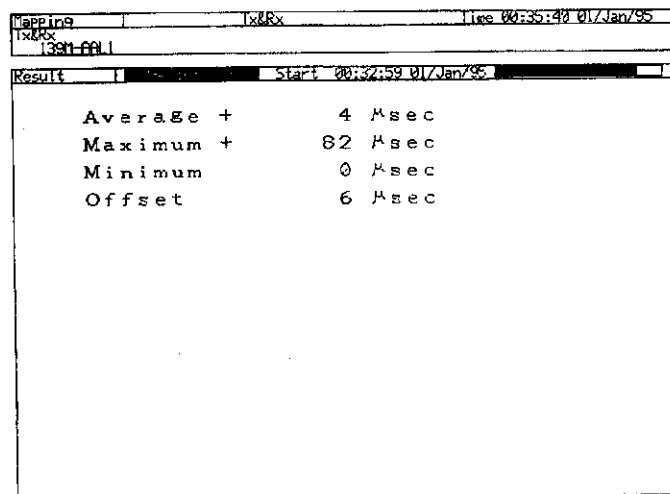 Mapping Tx&Rx Time 00:35:40 01/Jan/95
Tx&Rx
139M-AAL1
Result Start 00:32:59 01/Jan/95
Average + 4 μsec
Maximum + 82 μsec
Minimum 0 μsec
Offset 6 μsec